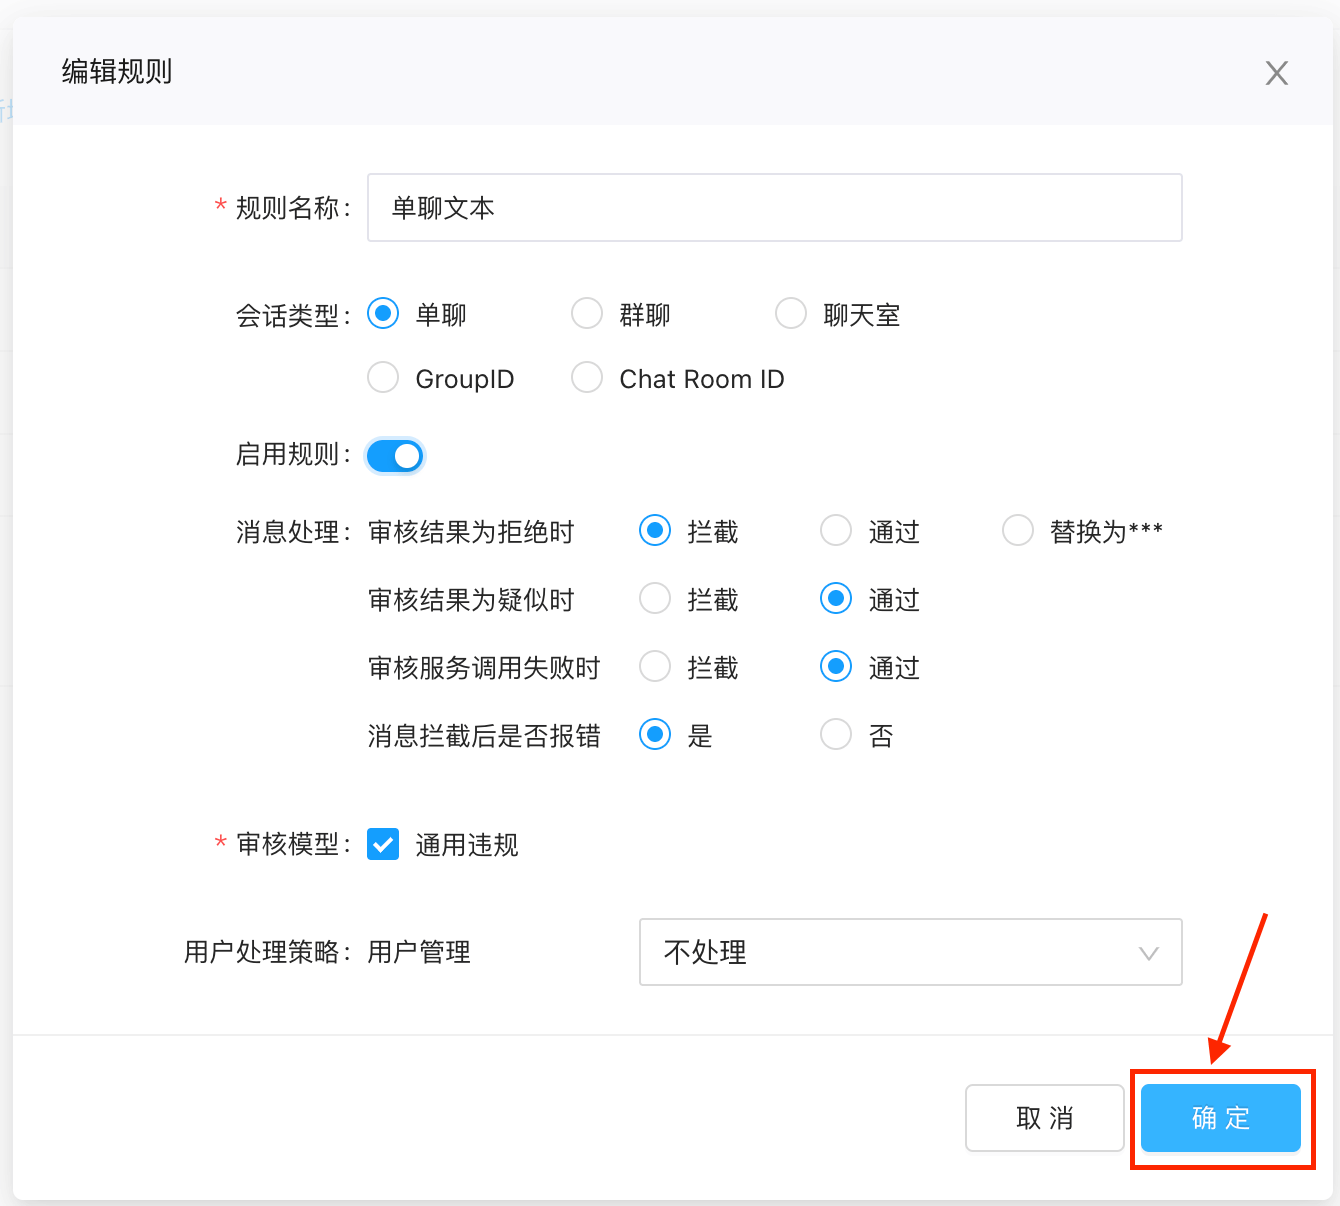 编辑规则
* 规则名称: 单聊文本
会话类型: 单聊 群聊 聊天室
GroupID Chat Room ID
启用规则:
消息处理: 审核结果为拒绝时 拦截 通过 替换为***
审核结果为疑似时 拦截 通过
审核服务调用失败时 拦截 通过
消息拦截后是否报错 是 否
* 审核模型: 通用违规
用户处理策略: 用户管理 不处理
取 消 确 定